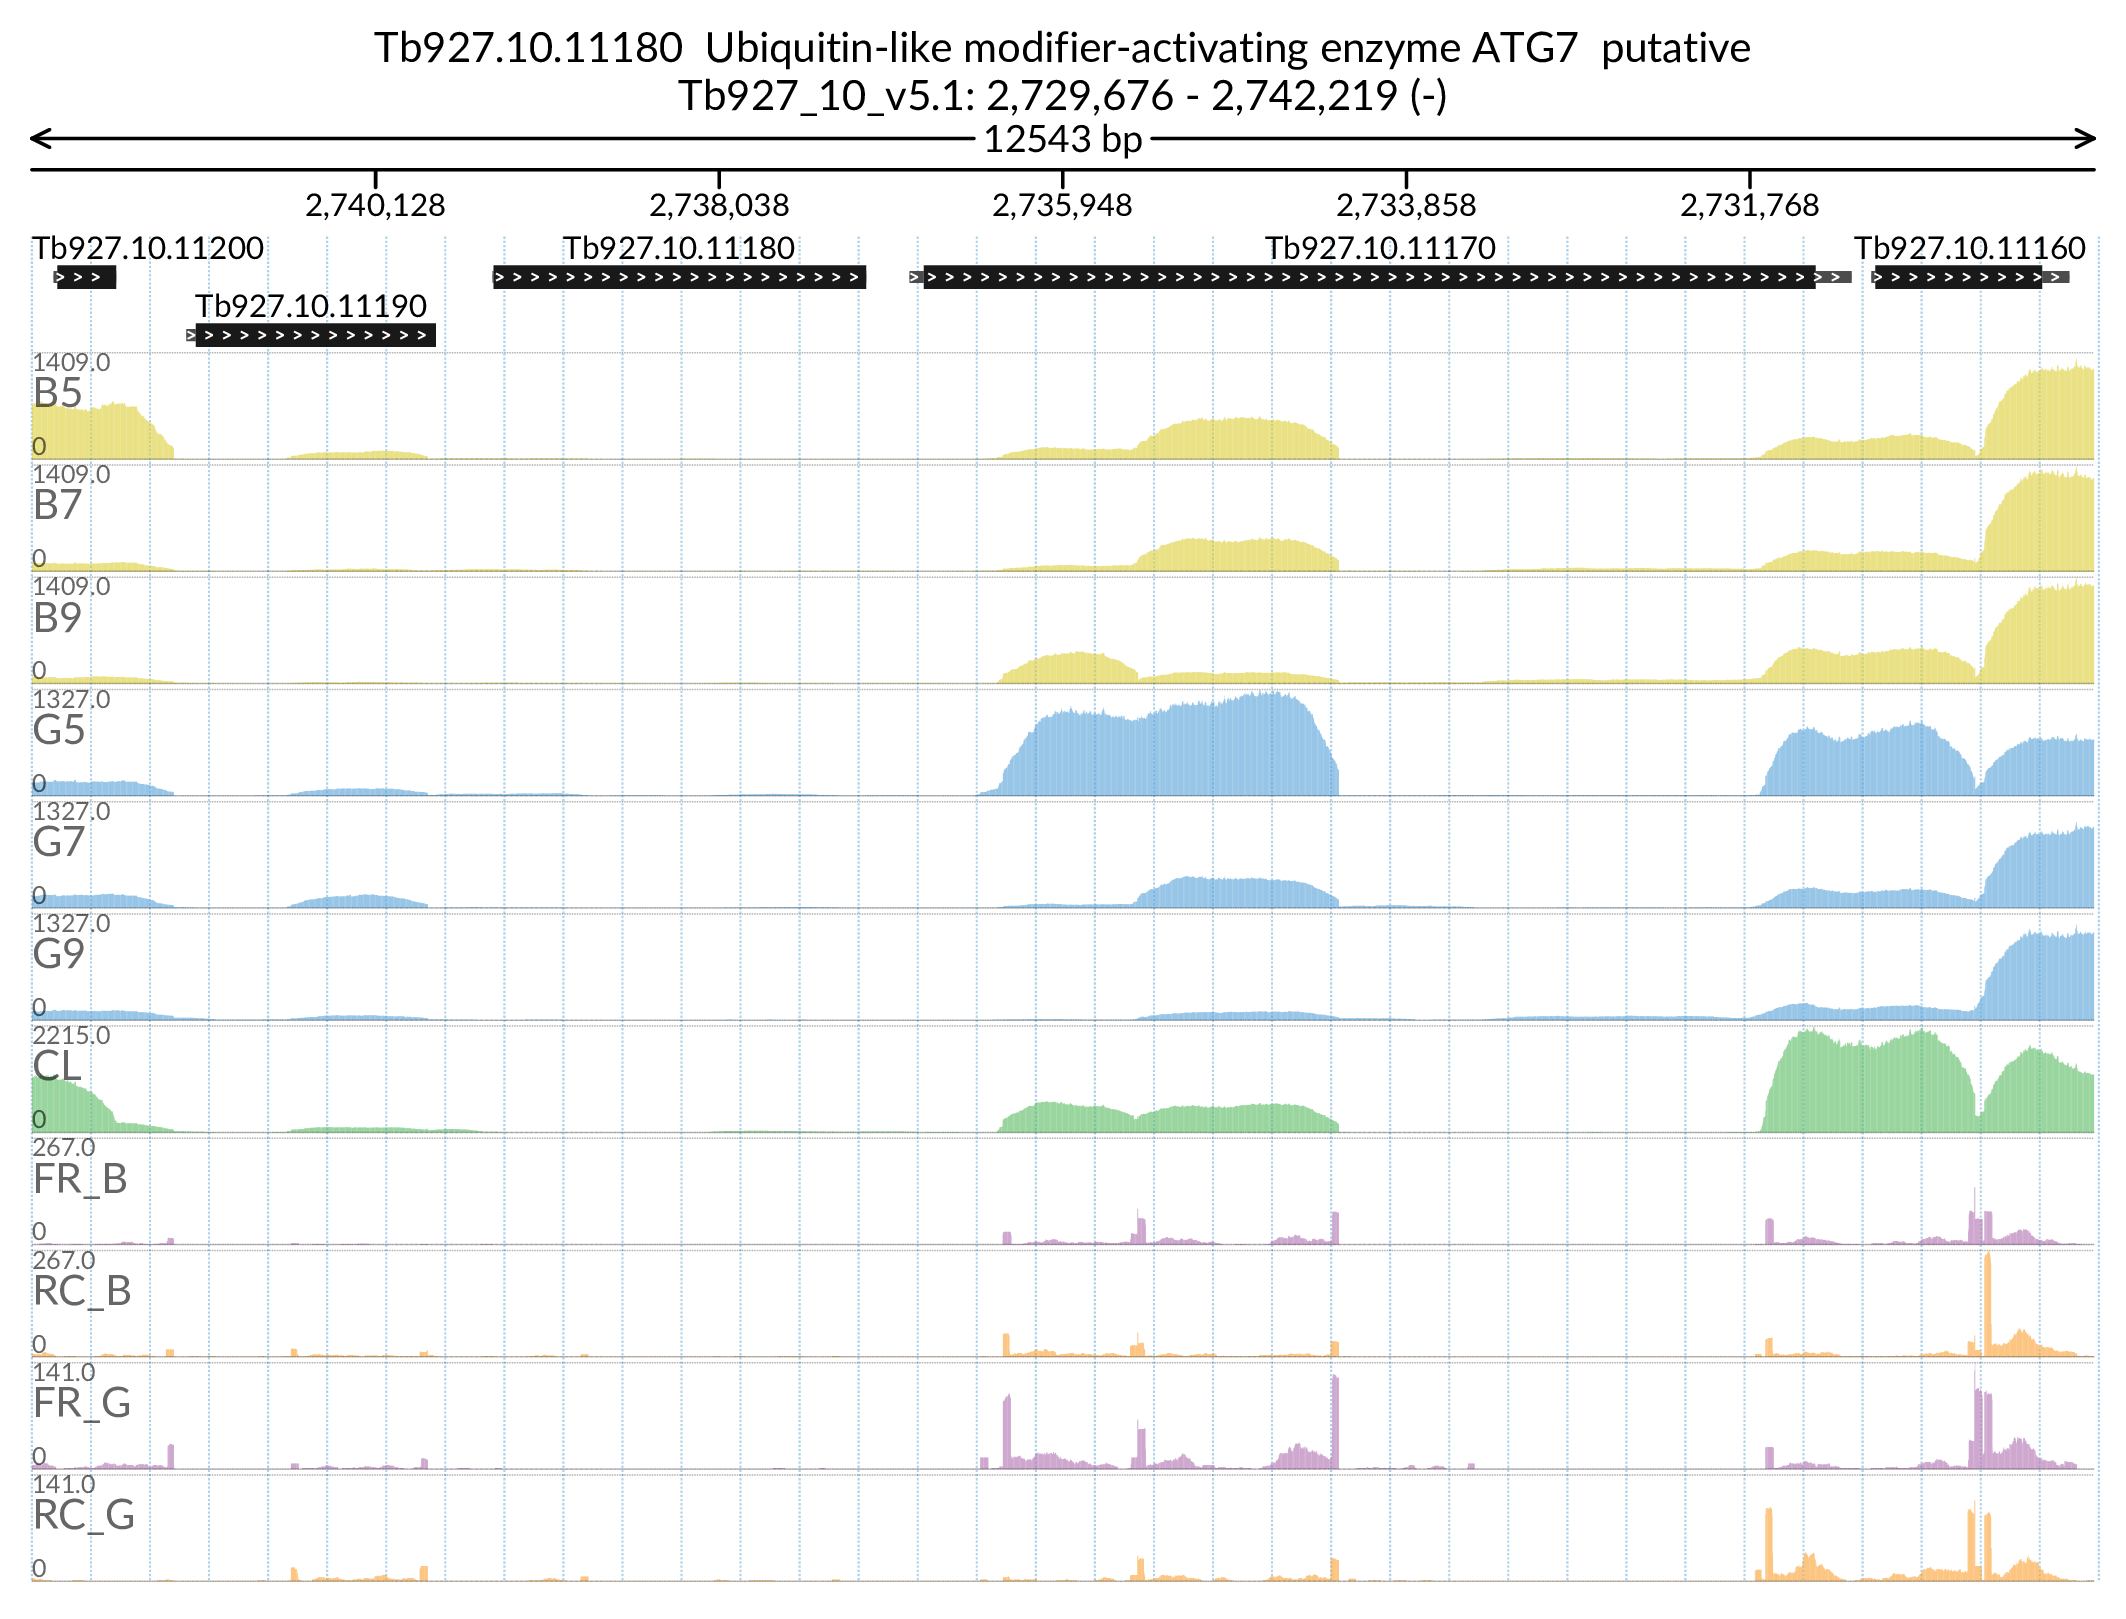 Tb927.10.11180  Ubiquitin-like modifier-activating enzyme ATG7  putative
Tb927_10_v5.1: 2,729,676 - 2,742,219 (-)
12543 bp
2,740,128 2,738,038 2,735,948 2,733,858 2,731,768
Tb927.10.11200 Tb927.10.11180 Tb927.10.11170 Tb927.10.11160
Tb927.10.11190
1409.0
B5
0
1409.0
B7
0
1409.0
B9
0
1327.0
G5
0
1327.0
G7
0
1327.0
G9
0
2215.0
CL
0
267.0
FR_B
0
267.0
RC_B
0
141.0
FR_G
0
141.0
RC_G
0